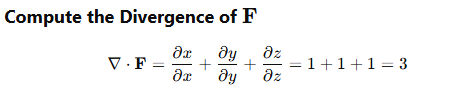 Compute the Divergence of F
∇ · F = ∂x/∂x + ∂y/∂y + ∂z/∂z = 1 + 1 + 1 = 3